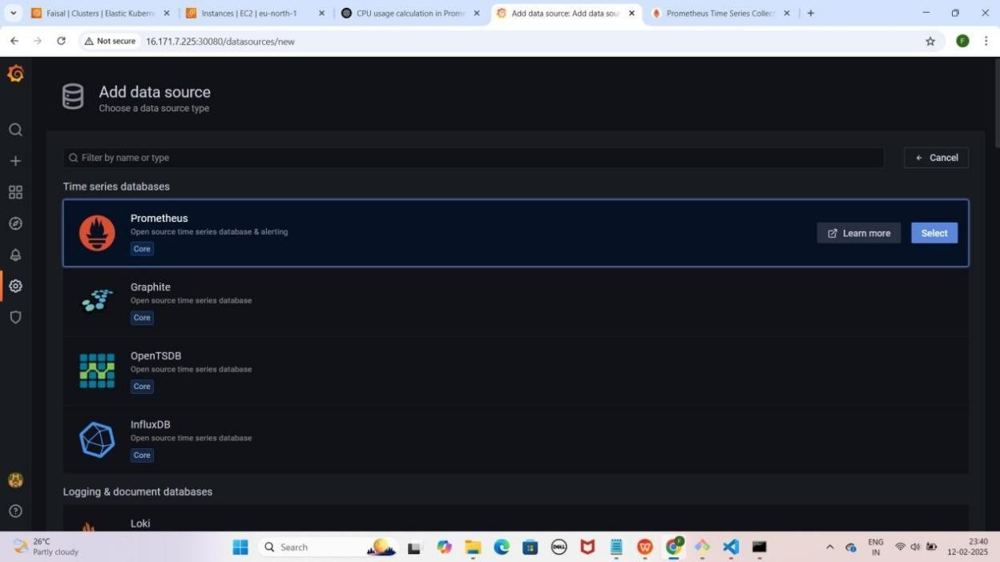 Faisal | Clusters | Elastic Kubern
Instances | EC2 | eu-north-1
CPU usage calculation in Prom
Add data source: Add data sou
Prometheus Time Series Collect
Not secure
16.171.7.225:30080/datasources/new
F
Add data source
Choose a data source type
Filter by name or type
Cancel
Time series databases
Prometheus
Open source time series database & alerting
Core
Learn more
Select
Graphite
Open source time series database
Core
OpenTSDB
Open source time series database
Core
InfluxDB
Open source time series database
Core
Logging & document databases
Loki
26°C
Partly cloudy
Search
DELL
F
ENG
IN
23:40
12-02-2025